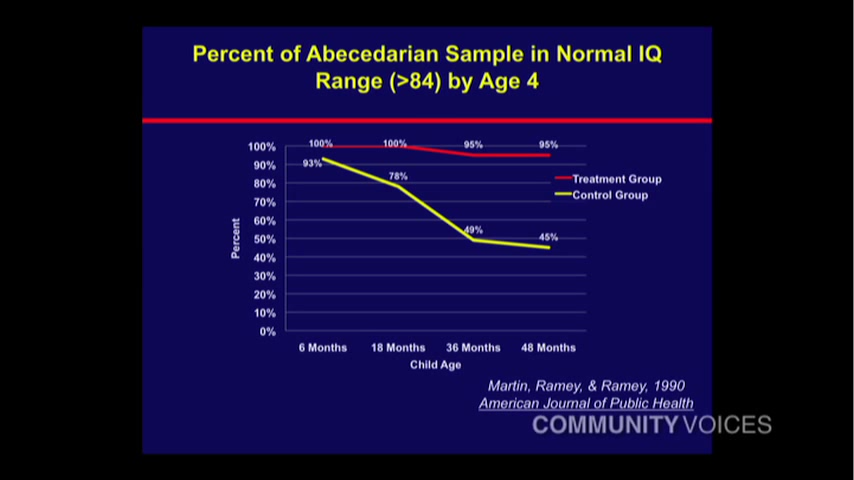 Percent of Abecedarian Sample in Normal IQ
Range (>84) by Age 4
100%
90%
80%
70%
60%
50%
40%
30%
20%
10%
0%
Percent
100%
100%
95%
95%
93%
78%
49%
45%
Treatment Group
Control Group
6 Months
18 Months
36 Months
48 Months
Child Age
Martin, Ramey, & Ramey, 1990
American Journal of Public Health
COMMUNITY VOICES